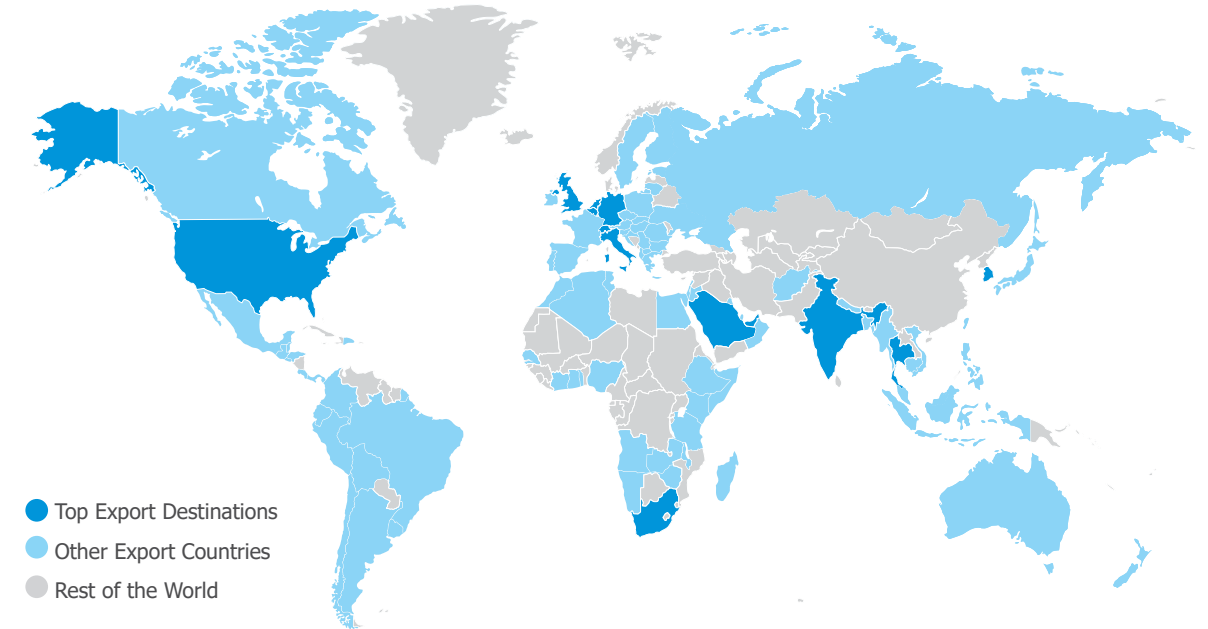 Top Export Destinations
Other Export Countries
Rest of the World